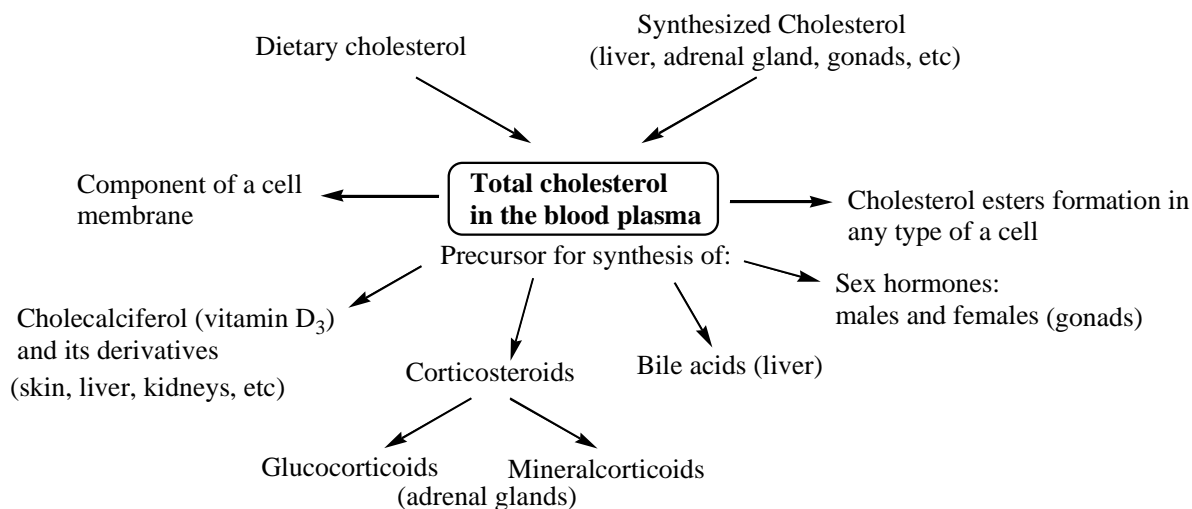 Dietary cholesterol
Synthesized Cholesterol
(liver, adrenal gland, gonads, etc)
Component of a cell
membrane
Total cholesterol
in the blood plasma
Cholesterol esters formation in
any type of a cell
Precursor for synthesis of:
Cholecalciferol (vitamin D3)
and its derivatives
(skin, liver, kidneys, etc)
Corticosteroids
Bile acids (liver)
Sex hormones:
males and females (gonads)
Glucocorticoids
Mineralcorticoids
(adrenal glands)